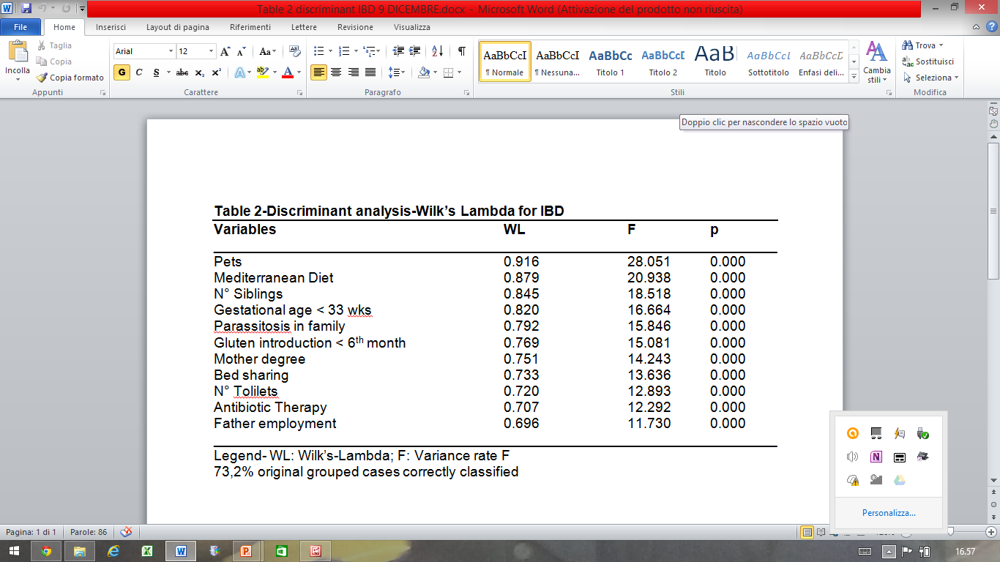 Table 2 discriminant IBD 9 DICEMBRE.docx - Microsoft Word (Attivazione del prodotto non riuscita)
File Home Inserisci Layout di pagina Riferimenti Lettere Revisione Visualizza
Incolla
Taglia
Copia
Copia formato
Appunti
Arial 12
G C S abc x₂ x²
Carattere
Paragrafo
AaBbCcI AaBbCcI AaBbCc AaBbCcD AaB AaBbCcI AaBbCcD
¶ Normale ¶ Nessuna... Titolo 1 Titolo 2 Titolo Sottotitolo Enfasi deli...
Stili
Cambia
stili
Trova
Sostituisci
Seleziona
Modifica
Doppio clic per nascondere lo spazio vuoto
Table 2-Discriminant analysis-Wilk’s Lambda for IBD
Variables WL F p
Pets 0.916 28.051 0.000
Mediterranean Diet 0.879 20.938 0.000
N° Siblings 0.845 18.518 0.000
Gestational age < 33 wks 0.820 16.664 0.000
Parassitosis in family 0.792 15.846 0.000
Gluten introduction < 6th month 0.769 15.081 0.000
Mother degree 0.751 14.243 0.000
Bed sharing 0.733 13.636 0.000
N° Tolilets 0.720 12.893 0.000
Antibiotic Therapy 0.707 12.292 0.000
Father employment 0.696 11.730 0.000
Legend- WL: Wilk’s-Lambda; F: Variance rate F
73,2% original grouped cases correctly classified
Personalizza...
Pagina: 1 di 1 Parole: 86
16.57